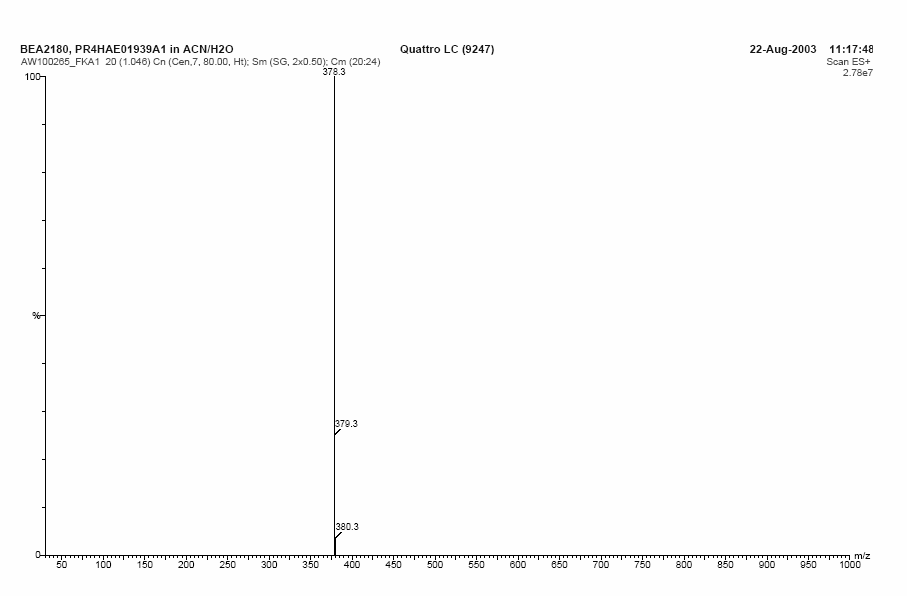 BEA2180, PR4HAE01939A1 in ACN/H2O Quattro LC (9247) 22-Aug-2003 11:17:48
AW100265_FKA1 20 (1.046) Cn (Cen,7, 80.00, Ht); Sm (SG, 2x0.50); Cm (20:24) Scan ES+
2.78e7
378.3
100
%
379.3
380.3
0
m/z
50 100 150 200 250 300 350 400 450 500 550 600 650 700 750 800 850 900 950 1000